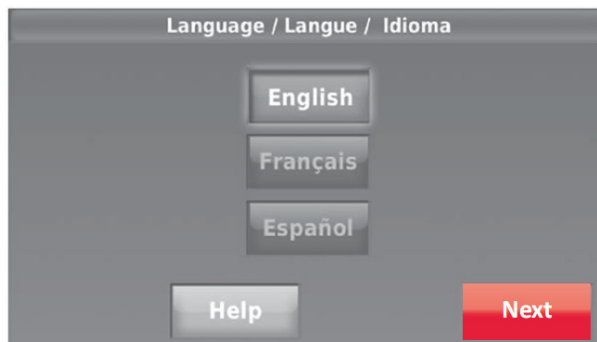 Language / Langue / Idioma
English
Français
Español
Help
Next